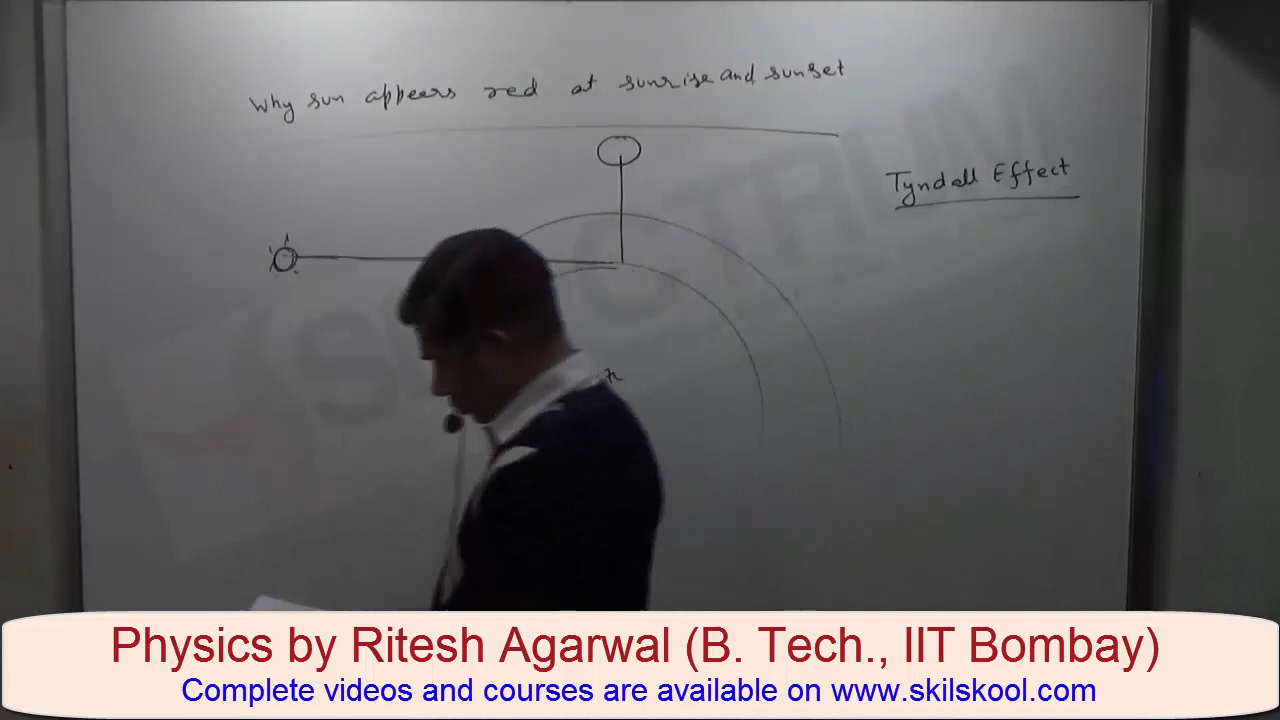 Why sun appears red at sunrise and sunset
Tyndall Effect
Physics by Ritesh Agarwal (B. Tech., IIT Bombay)
Complete videos and courses are available on www.skilskool.com